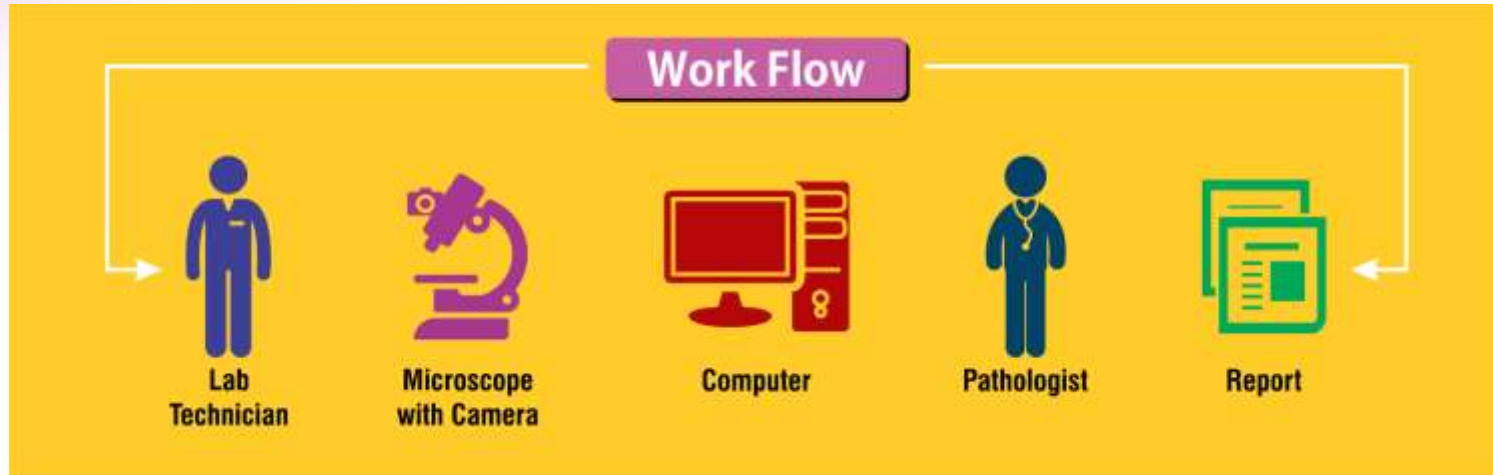 Work Flow
Lab
Technician
Microscope
with Camera
Computer
Pathologist
Report